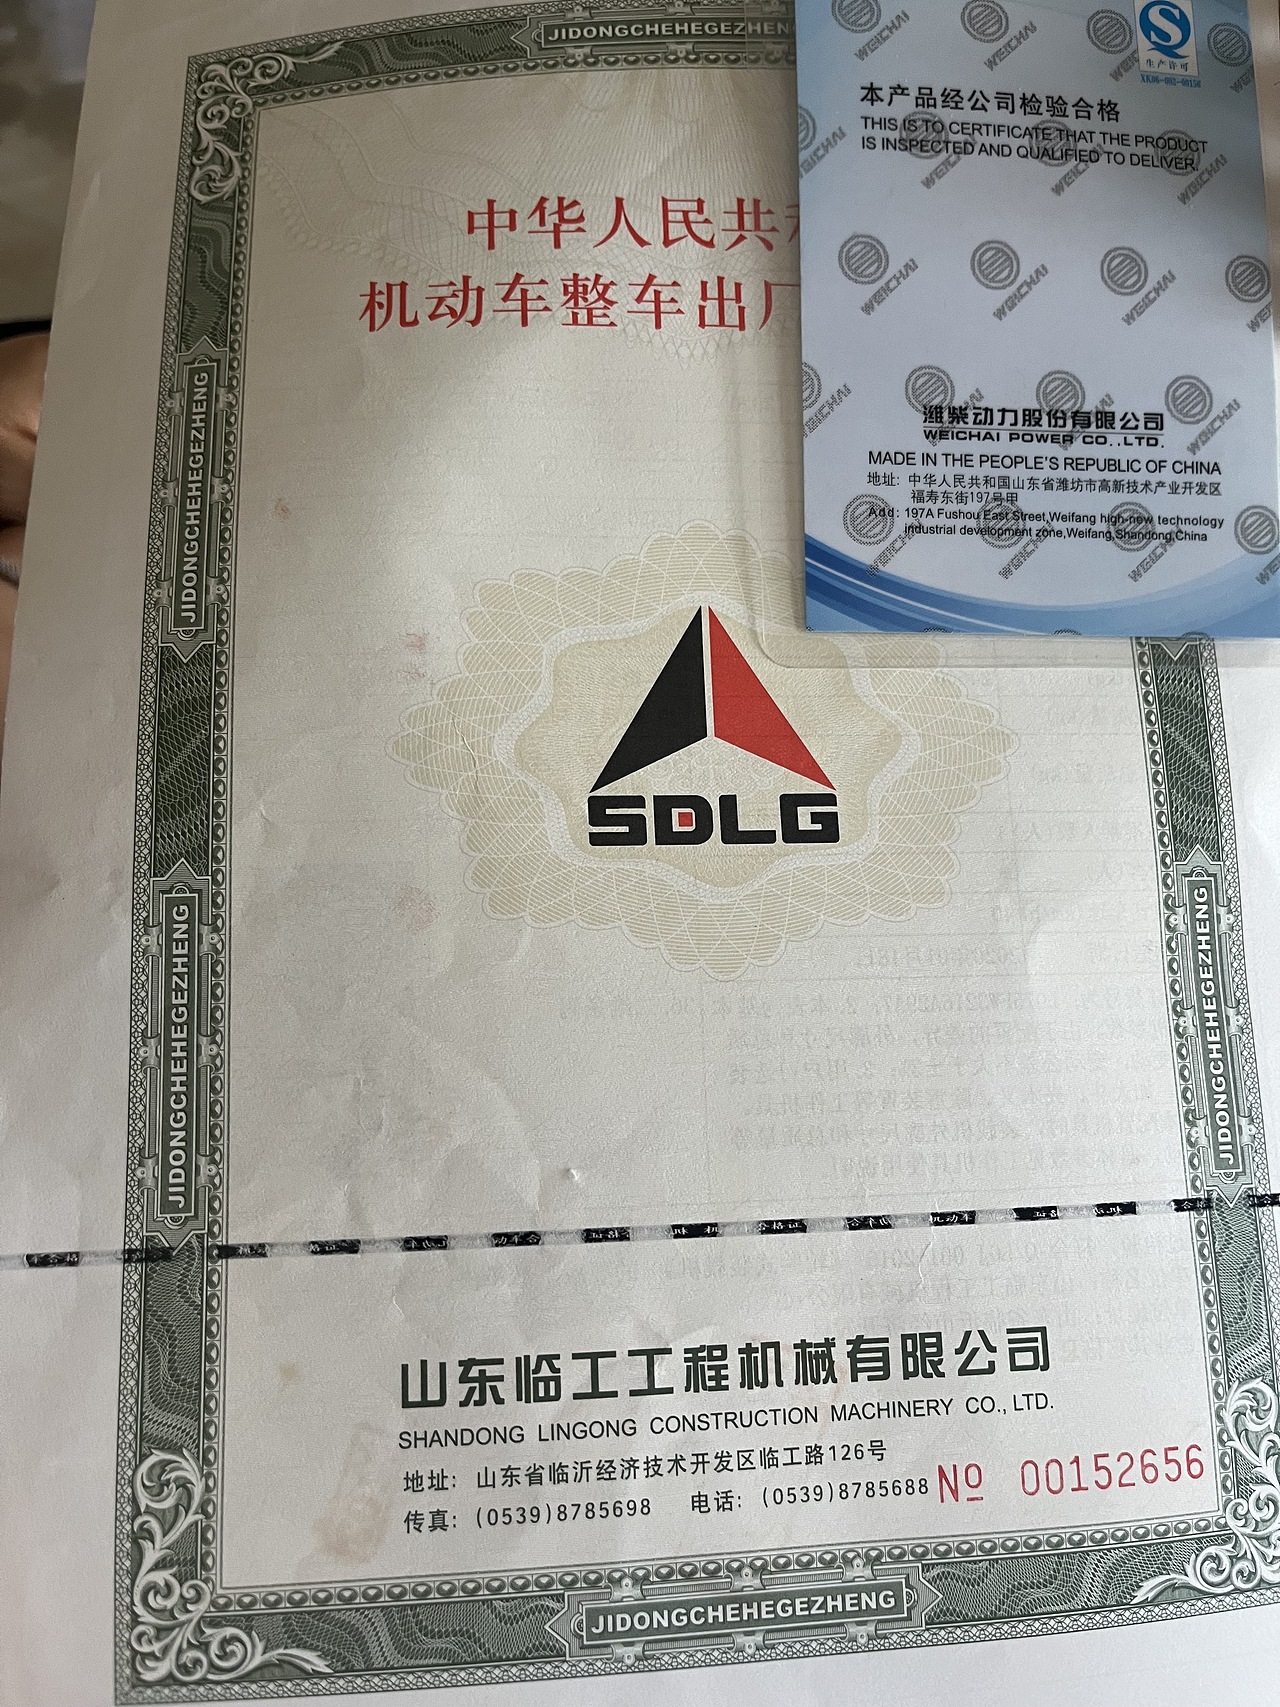 JIDONGCHEHEGEZHEN
中华人民共
机动车整车出厂
JIDONGCHEHEGEZHENG
JIDONGCHEHEGEZHENG
JIDONGCHEHEGEZHENG
SDLG
山东临工工程机械有限公司
SHANDONG LINGONG CONSTRUCTION MACHINERY CO., LTD.
地址: 山东省临沂经济技术开发区临工路126号
传真: (0539)8785698 电话: (0539)8785688
Nº 00152656
JIDONGCHEHEGEZHENG
生产许可
本产品经公司检验合格
THIS IS TO CERTIFICATE THAT THE PRODUCT
IS INSPECTED AND QUALIFIED TO DELIVER.
WEICHAI
潍柴动力股份有限公司
WEICHAI POWER CO.,LTD.
MADE IN THE PEOPLE'S REPUBLIC OF CHINA
地址: 中华人民共和国山东省潍坊市高新技术产业开发区
福寿东街197号甲
Add: 197A Fushou East Street,Weifang high-new technology
industrial development zone,Weifang,Shandong,China